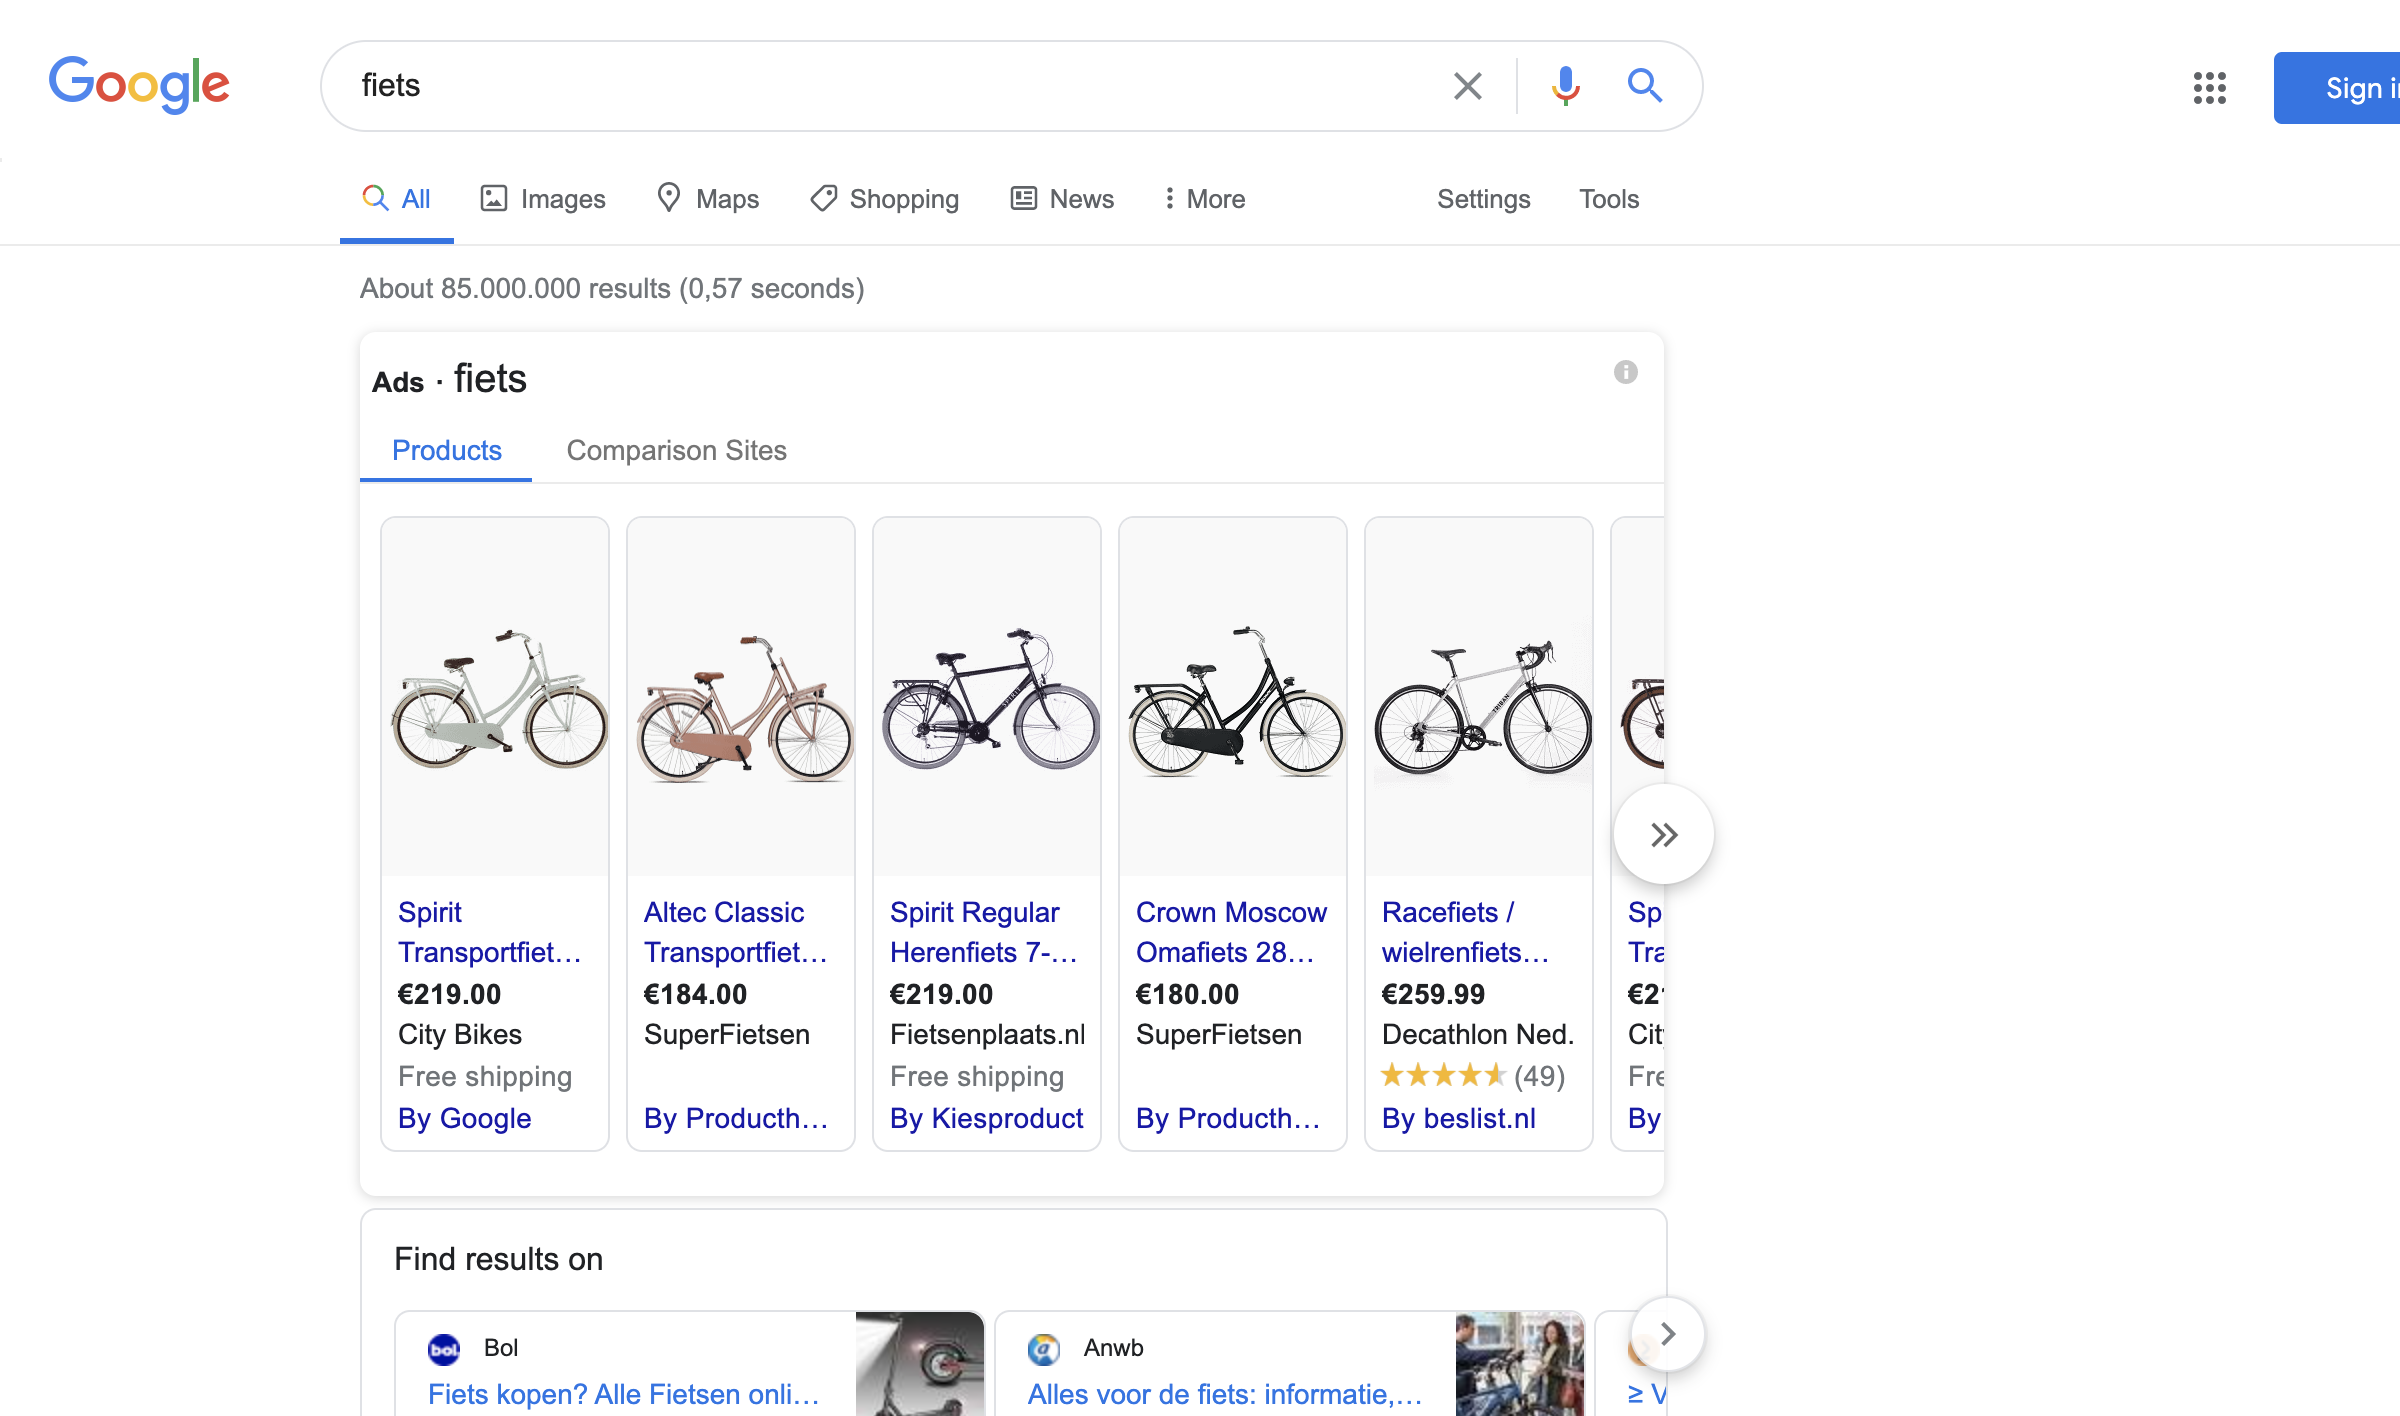 Google
fiets
Sign i
All
Images
Maps
Shopping
News
More
Settings
Tools
About 85.000.000 results (0,57 seconds)
Ads · fiets
Products
Comparison Sites
Spirit
Transportfiet...
€219.00
City Bikes
Free shipping
By Google
Altec Classic
Transportfiet...
€184.00
SuperFietsen
By Producth...
Spirit Regular
Herenfiets 7-...
€219.00
Fietsenplaats.nl
Free shipping
By Kiesproduct
Crown Moscow
Omafiets 28...
€180.00
SuperFietsen
By Producth...
Racefiets /
wielrenfiets...
€259.99
Decathlon Ned.
(49)
By beslist.nl
Sp
Tra
€21
City
Fre
By
Find results on
bol.
Bol
Fiets kopen? Alle Fietsen onli...
Anwb
Alles voor de fiets: informatie,...
≥ V